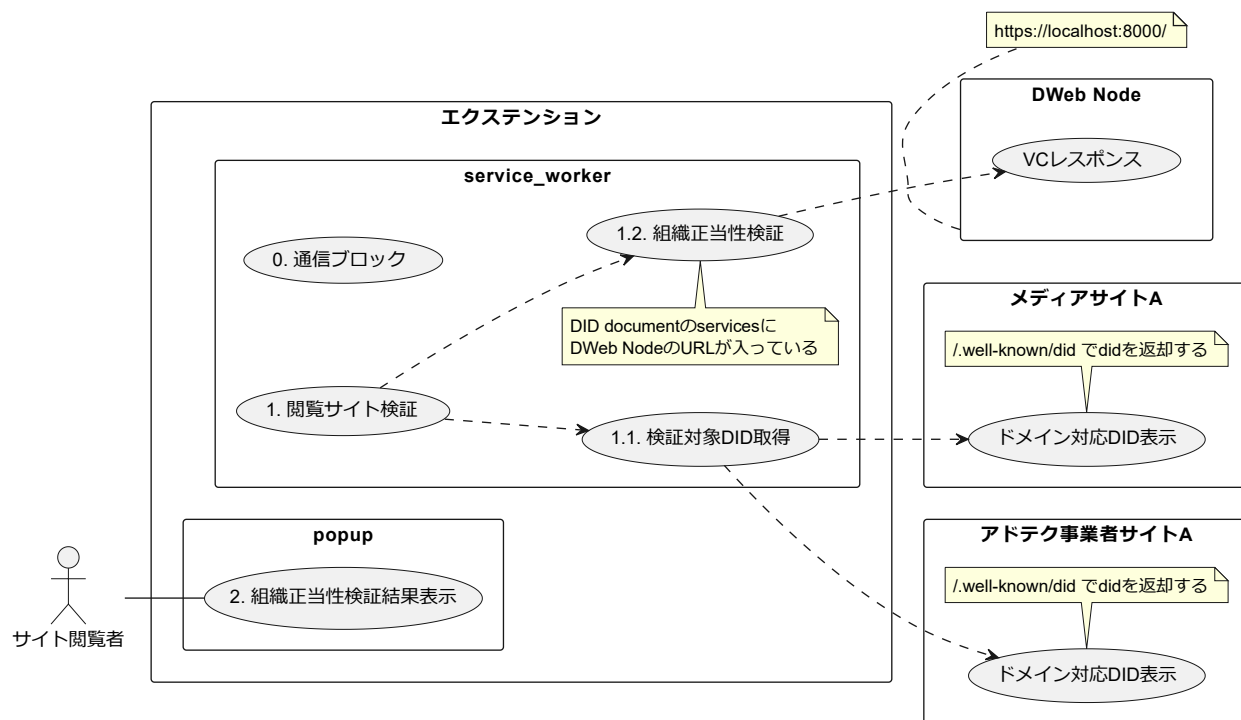 https://localhost:8000/
DWeb Node
VCレスポンス
エクステンション
service_worker
1.2. 組織正当性検証
0. 通信ブロック
DID documentのservicesに
DWeb NodeのURLが入っている
1. 閲覧サイト検証
1.1. 検証対象DID取得
メディアサイトA
/.well-known/did でdidを返却する
ドメイン対応DID表示
popup
2. 組織正当性検証結果表示
サイト閲覧者
アドテク事業者サイトA
/.well-known/did でdidを返却する
ドメイン対応DID表示